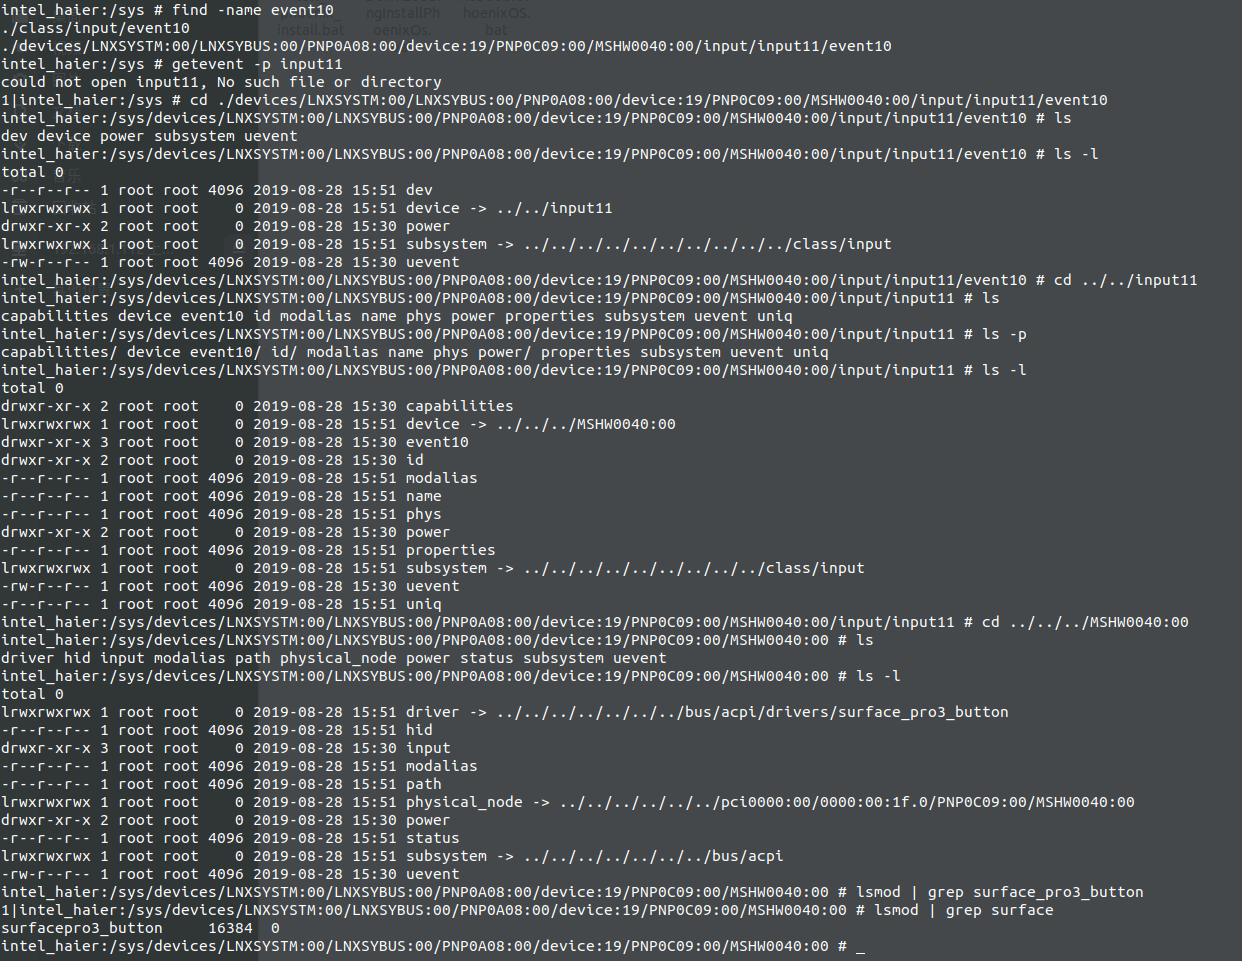 intel_haier:/sys # find -name event10
./class/input/event10
./devices/LNXSYSTM:00/LNXSYBUS:00/PNP0A08:00/device:19/PNP0C09:00/MSHW0040:00/input/input11/event10
intel_haier:/sys # getevent -p input11
could not open input11, No such file or directory
1|intel_haier:/sys # cd ./devices/LNXSYSTM:00/LNXSYBUS:00/PNP0A08:00/device:19/PNP0C09:00/MSHW0040:00/input/input11/event10
intel_haier:/sys/devices/LNXSYSTM:00/LNXSYBUS:00/PNP0A08:00/device:19/PNP0C09:00/MSHW0040:00/input/input11/event10 # ls
dev device power subsystem uevent
intel_haier:/sys/devices/LNXSYSTM:00/LNXSYBUS:00/PNP0A08:00/device:19/PNP0C09:00/MSHW0040:00/input/input11/event10 # ls -l
total 0
-r--r--r-- 1 root root 4096 2019-08-28 15:51 dev
lrwxrwxrwx 1 root root    0 2019-08-28 15:51 device -> ../../input11
drwxr-xr-x 2 root root    0 2019-08-28 15:30 power
lrwxrwxrwx 1 root root    0 2019-08-28 15:51 subsystem -> ../../../../../../../../../../class/input
-rw-r--r-- 1 root root 4096 2019-08-28 15:30 uevent
intel_haier:/sys/devices/LNXSYSTM:00/LNXSYBUS:00/PNP0A08:00/device:19/PNP0C09:00/MSHW0040:00/input/input11/event10 # cd ../../input11
intel_haier:/sys/devices/LNXSYSTM:00/LNXSYBUS:00/PNP0A08:00/device:19/PNP0C09:00/MSHW0040:00/input/input11 # ls
capabilities device event10 id modalias name phys power properties subsystem uevent uniq
intel_haier:/sys/devices/LNXSYSTM:00/LNXSYBUS:00/PNP0A08:00/device:19/PNP0C09:00/MSHW0040:00/input/input11 # ls -p
capabilities/ device event10/ id/ modalias name phys power/ properties subsystem uevent uniq
intel_haier:/sys/devices/LNXSYSTM:00/LNXSYBUS:00/PNP0A08:00/device:19/PNP0C09:00/MSHW0040:00/input/input11 # ls -l
total 0
drwxr-xr-x 2 root root    0 2019-08-28 15:30 capabilities
lrwxrwxrwx 1 root root    0 2019-08-28 15:51 device -> ../../../MSHW0040:00
drwxr-xr-x 3 root root    0 2019-08-28 15:30 event10
drwxr-xr-x 2 root root    0 2019-08-28 15:30 id
-r--r--r-- 1 root root 4096 2019-08-28 15:51 modalias
-r--r--r-- 1 root root 4096 2019-08-28 15:51 name
-r--r--r-- 1 root root 4096 2019-08-28 15:51 phys
drwxr-xr-x 2 root root    0 2019-08-28 15:30 power
-r--r--r-- 1 root root 4096 2019-08-28 15:51 properties
lrwxrwxrwx 1 root root    0 2019-08-28 15:51 subsystem -> ../../../../../../../../../class/input
-rw-r--r-- 1 root root 4096 2019-08-28 15:30 uevent
-r--r--r-- 1 root root 4096 2019-08-28 15:51 uniq
intel_haier:/sys/devices/LNXSYSTM:00/LNXSYBUS:00/PNP0A08:00/device:19/PNP0C09:00/MSHW0040:00/input/input11 # cd ../../../MSHW0040:00
intel_haier:/sys/devices/LNXSYSTM:00/LNXSYBUS:00/PNP0A08:00/device:19/PNP0C09:00/MSHW0040:00 # ls
driver hid input modalias path physical_node power status subsystem uevent
intel_haier:/sys/devices/LNXSYSTM:00/LNXSYBUS:00/PNP0A08:00/device:19/PNP0C09:00/MSHW0040:00 # ls -l
total 0
lrwxrwxrwx 1 root root    0 2019-08-28 15:51 driver -> ../../../../../../../bus/acpi/drivers/surface_pro3_button
-r--r--r-- 1 root root 4096 2019-08-28 15:51 hid
drwxr-xr-x 3 root root    0 2019-08-28 15:30 input
-r--r--r-- 1 root root 4096 2019-08-28 15:51 modalias
-r--r--r-- 1 root root 4096 2019-08-28 15:51 path
lrwxrwxrwx 1 root root    0 2019-08-28 15:51 physical_node -> ../../../../../../pci0000:00/0000:00:1f.0/PNP0C09:00/MSHW0040:00
drwxr-xr-x 2 root root    0 2019-08-28 15:30 power
-r--r--r-- 1 root root 4096 2019-08-28 15:51 status
lrwxrwxrwx 1 root root    0 2019-08-28 15:51 subsystem -> ../../../../../../../bus/acpi
-rw-r--r-- 1 root root 4096 2019-08-28 15:30 uevent
intel_haier:/sys/devices/LNXSYSTM:00/LNXSYBUS:00/PNP0A08:00/device:19/PNP0C09:00/MSHW0040:00 # lsmod | grep surface_pro3_button
1|intel_haier:/sys/devices/LNXSYSTM:00/LNXSYBUS:00/PNP0A08:00/device:19/PNP0C09:00/MSHW0040:00 # lsmod | grep surface
surfacepro3_button     16384  0
intel_haier:/sys/devices/LNXSYSTM:00/LNXSYBUS:00/PNP0A08:00/device:19/PNP0C09:00/MSHW0040:00 # _